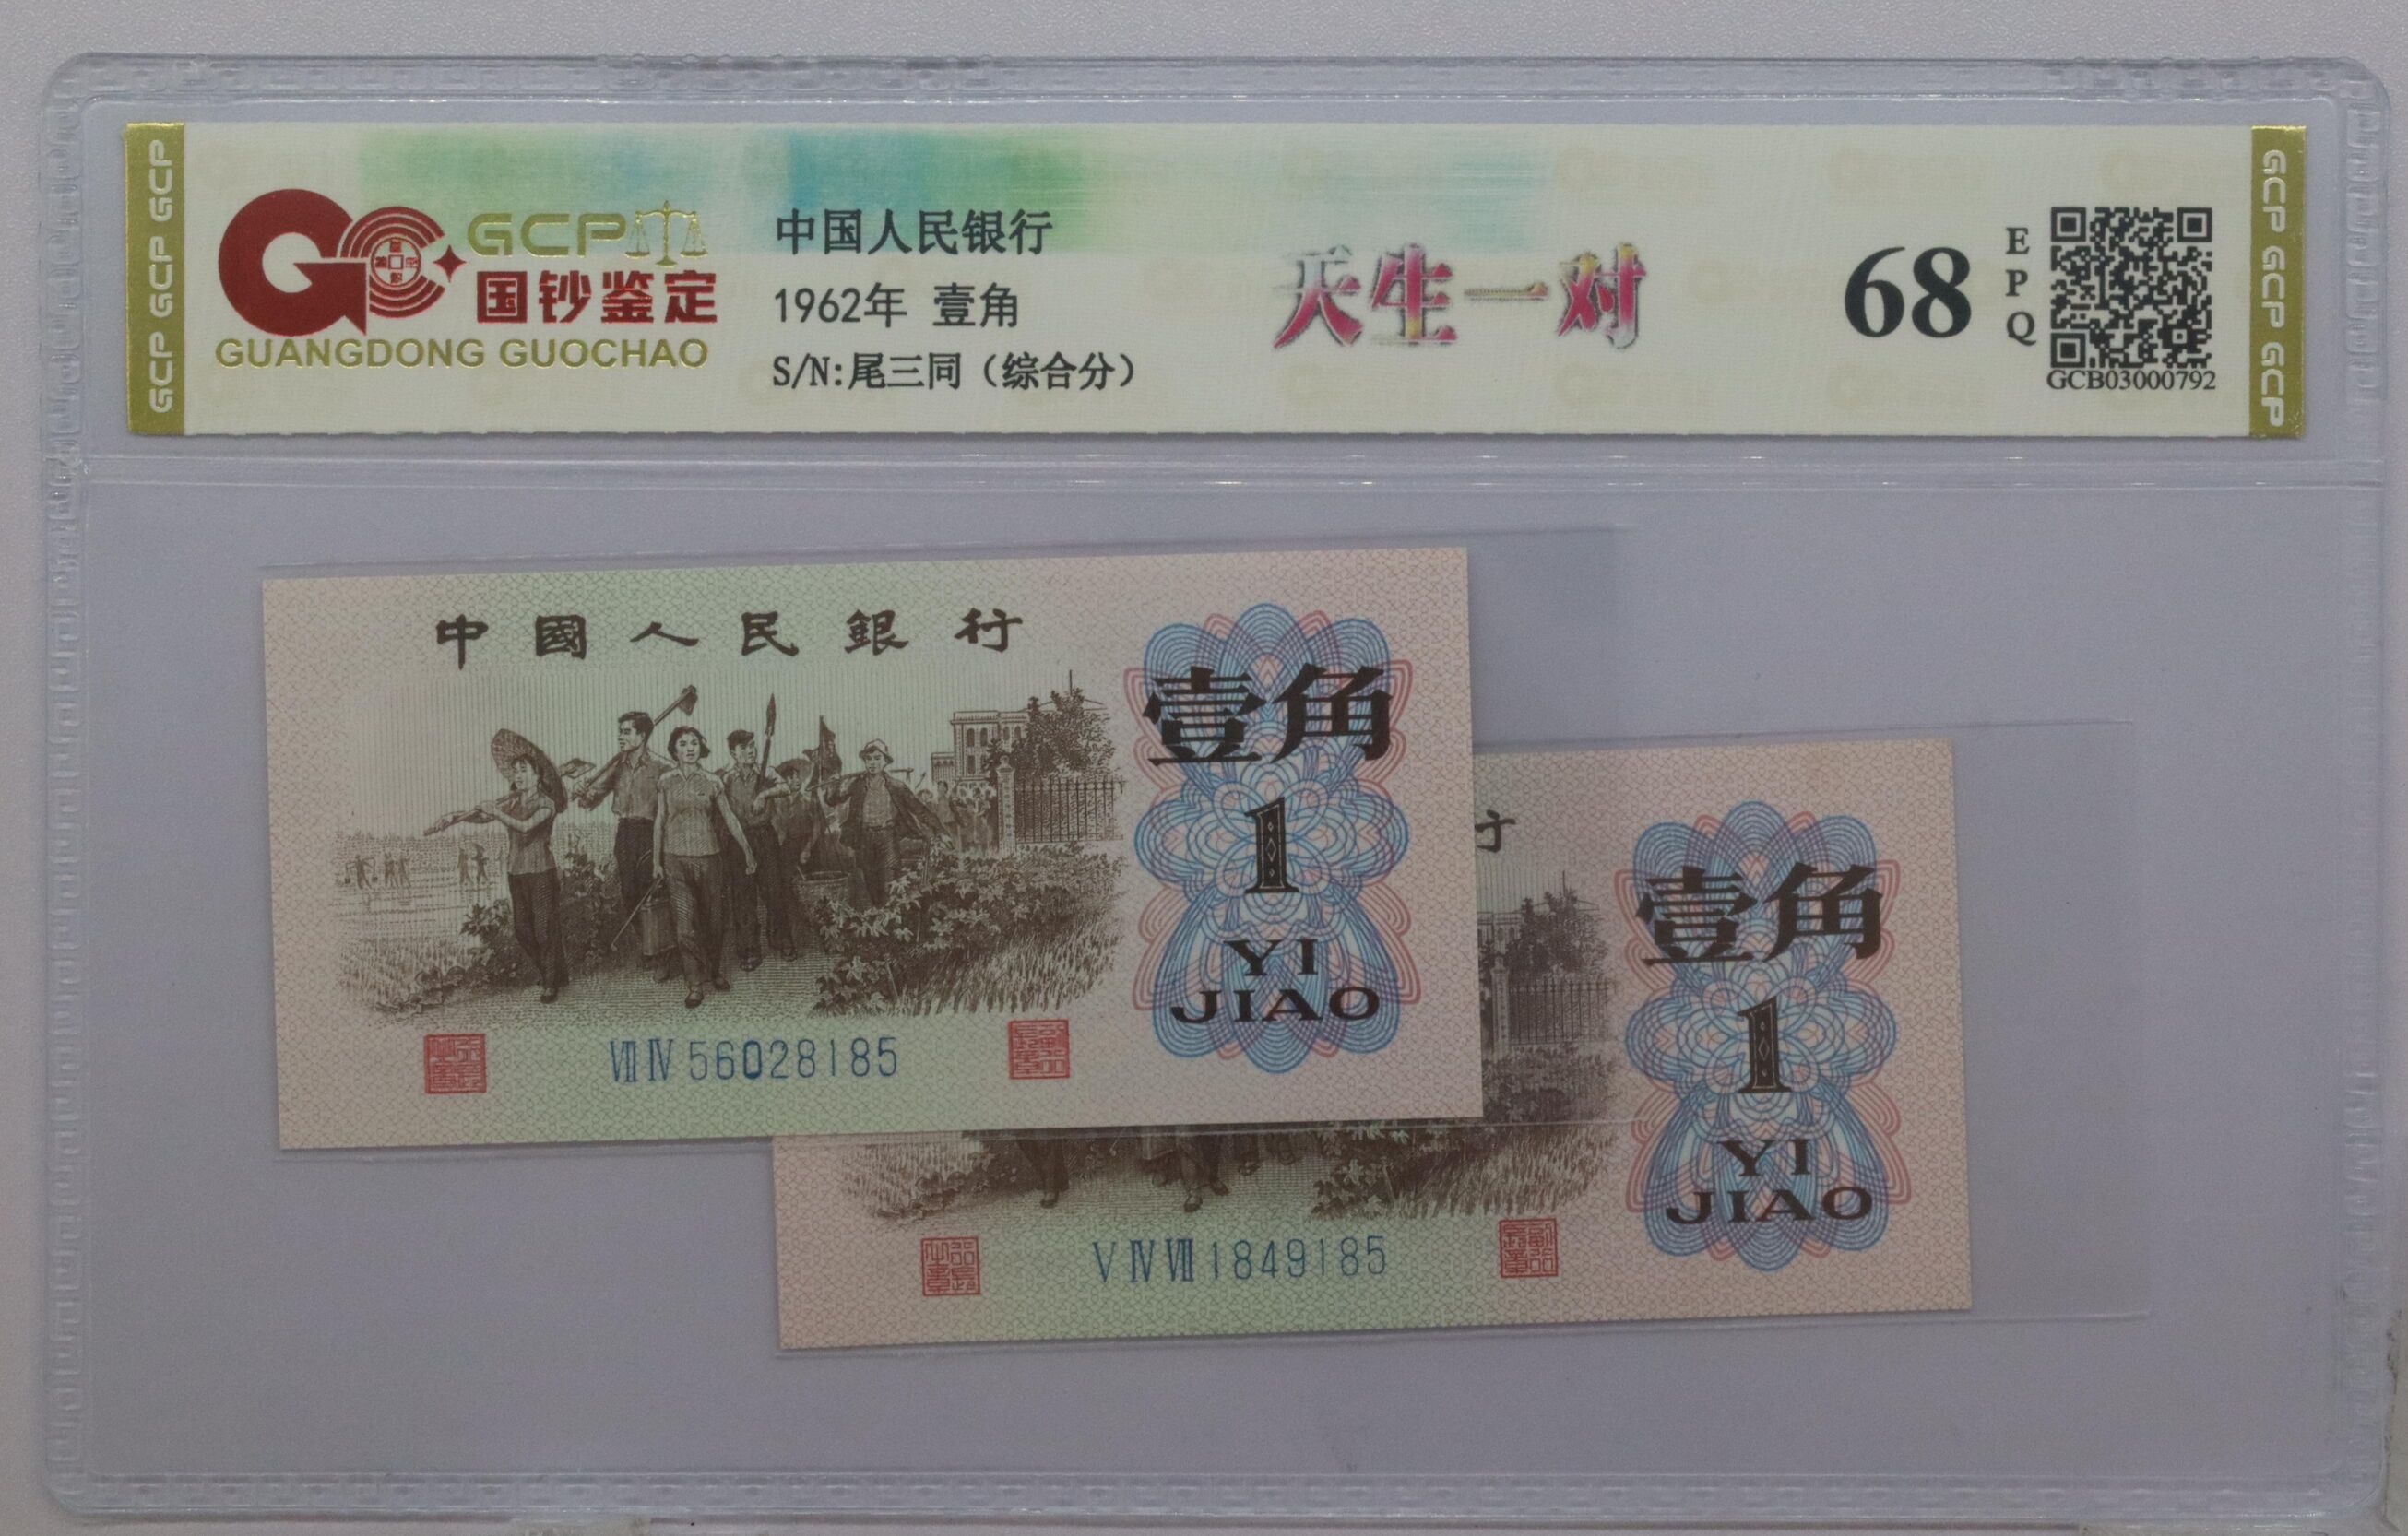 GCP GCP GCP
GCP
国钞鉴定
GUANGDONG GUOCHAO
中国人民银行
1962年 壹角
S/N:尾三同（综合分）
天生一对
68
EPQ
GCB03000792
GCP GCP GCP
中國人民銀行
壹角
1
YI
JIAO
Ⅶ Ⅳ 56028185
行
壹角
1
YI
JIAO
Ⅴ Ⅳ Ⅶ 1849185